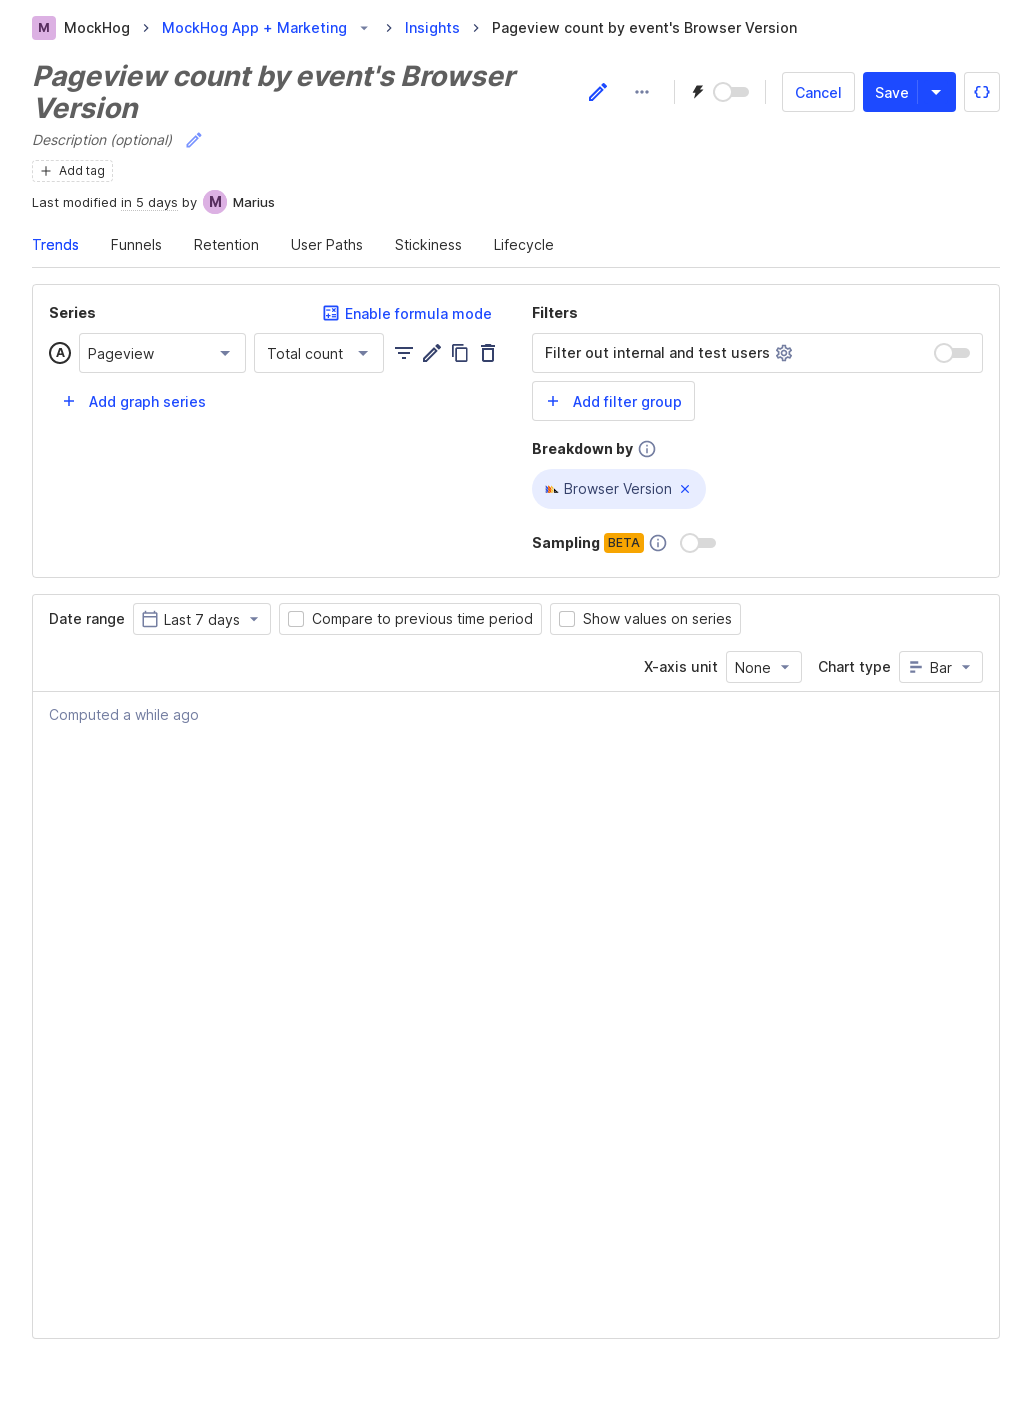 M MockHog MockHog App + Marketing Insights Pageview count by event's Browser Version
Pageview count by event's Browser
Version
Cancel Save
Description (optional)
Add tag
Last modified in 5 days by M Marius
Trends Funnels Retention User Paths Stickiness Lifecycle
Series Enable formula mode
A Pageview Total count
Add graph series
Filters
Filter out internal and test users
Add filter group
Breakdown by
Browser Version
Sampling BETA
Date range Last 7 days Compare to previous time period Show values on series
X-axis unit None Chart type Bar
Computed a while ago